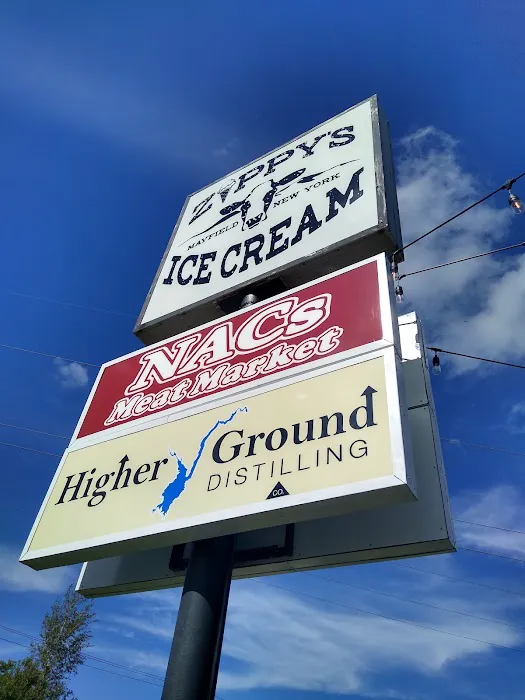 ZIPPY'S
MAYFIELD NEW YORK
ICE CREAM
NACs
Meat Market
Higher Ground
DISTILLING
CO.